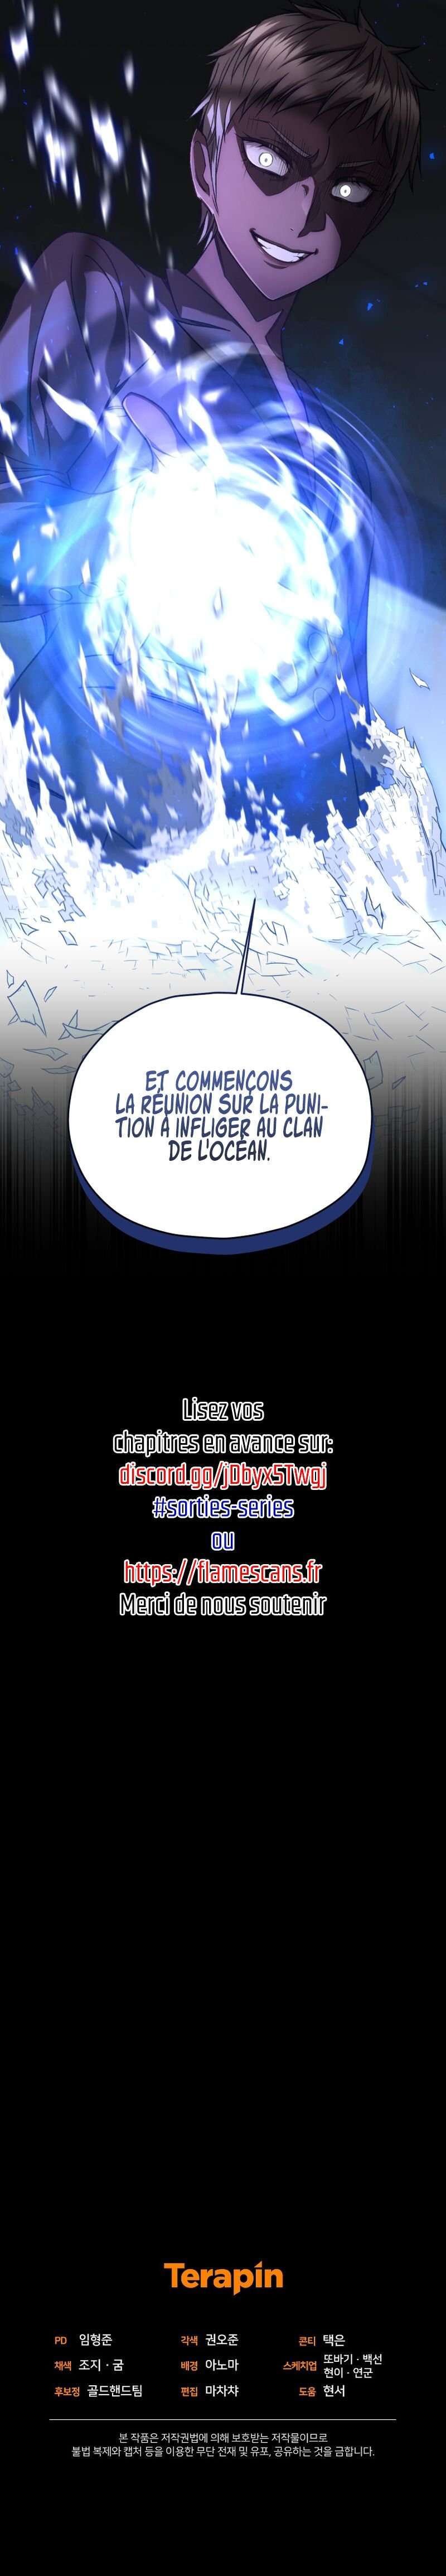 ET COMMENÇONS
LA RÉUNION SUR LA PUNI-
TION À INFLIGER AU CLAN
DE L'OCÉAN.
Lisez vos
chapitres en avance sur:
discord.gg/jDbyx5Twgj
#sorties-series
ou
https://flamescans.fr
Merci de nous soutenir
Terapin
PD 임형준 각색 권오준 콘티 택은
채색 조지 · 굼 배경 아노마 스케치업 또바기 · 백선
현이 · 연군
후보정 골드핸드팀 편집 마차챠 도움 현서
본 작품은 저작권법에 의해 보호받는 저작물이므로
불법 복제와 캡처 등을 이용한 무단 전재 및 유포, 공유하는 것을 금합니다.